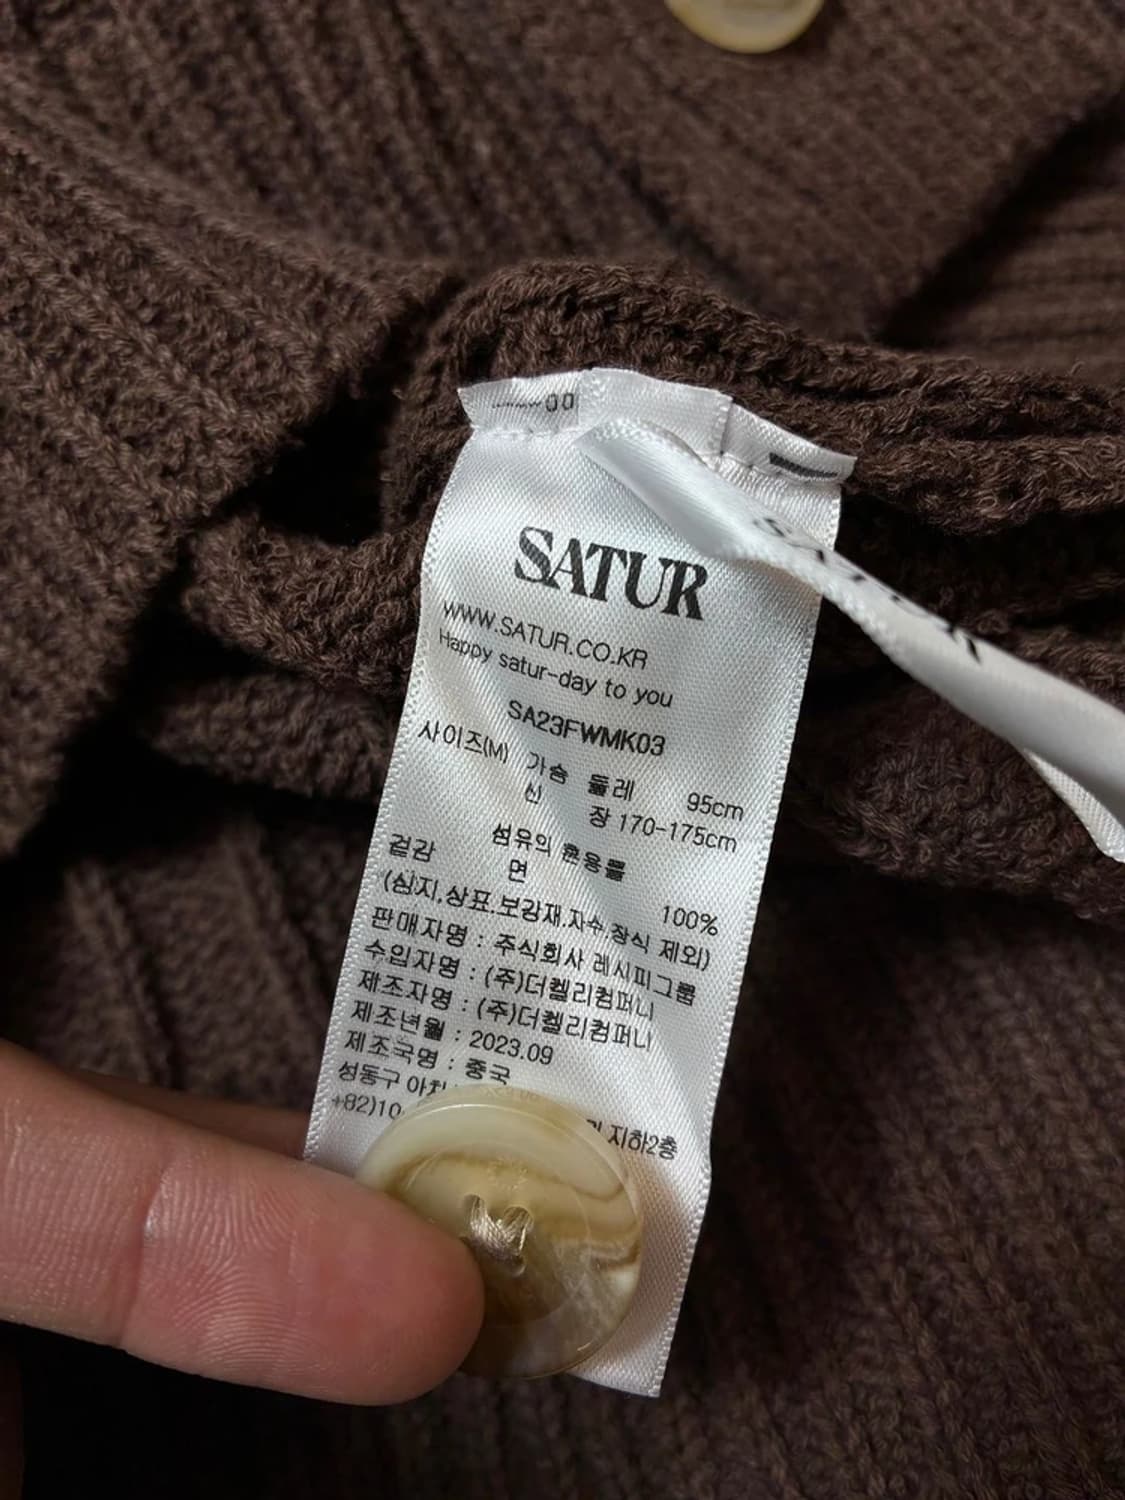 00
SATUR
WWW.SATUR.CO.KR
Happy satur-day to you
SA23FWMK03
사이즈(M) 가슴 둘레 95cm
신 장 170-175cm
섬유의 혼용률
겉감 면 100%
(심지,상표,보강재,자수,장식 제외)
판매자명 : 주식회사 레시피그룹
수입자명 : (주)더켈리컴퍼니
제조자명 : (주)더켈리컴퍼니
제조년월 : 2023.09
제조국명 : 중국
성동구 지하2층
+82)10